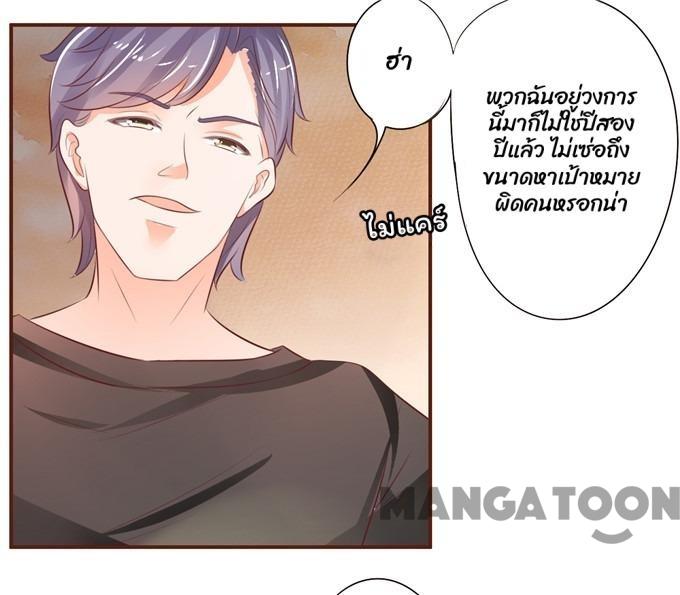 ฮ่า
พวกฉันอยู่วงการ
นี้มาก็ไม่ใช่ปีสอง
ปีแล้ว ไม่เซ่อถึง
ขนาดหาเป้าหมาย
ผิดคนหรอกน่า
ไม่แคร์
MANGATOON